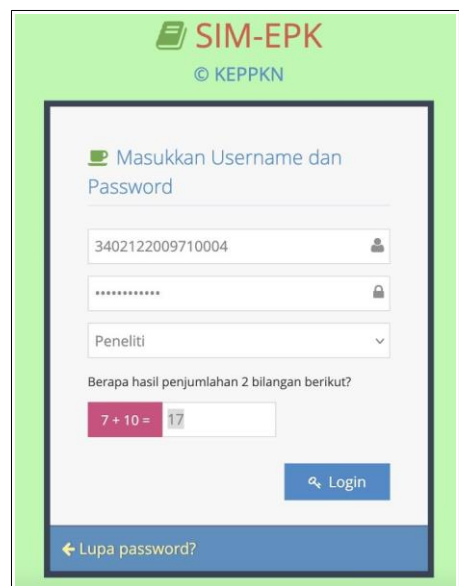 SIM-EPK
© KEPPKN
Masukkan Username dan
Password
3402122009710004
••••••••••••
Peneliti
Berapa hasil penjumlahan 2 bilangan berikut?
7 + 10 = 17
Login
Lupa password?